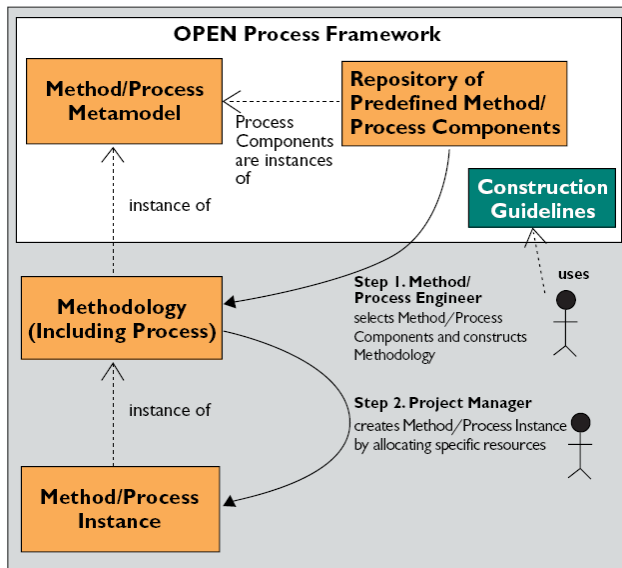 OPEN Process Framework
Method/Process
Metamodel
Repository of
Predefined Method/
Process Components
Process
Components
are instances
of
instance of
Construction
Guidelines
uses
Methodology
(Including Process)
Step 1. Method/
Process Engineer
selects Method/Process
Components and constructs
Methodology
instance of
Step 2. Project Manager
creates Method/Process Instance
by allocating specific resources
Method/Process
Instance